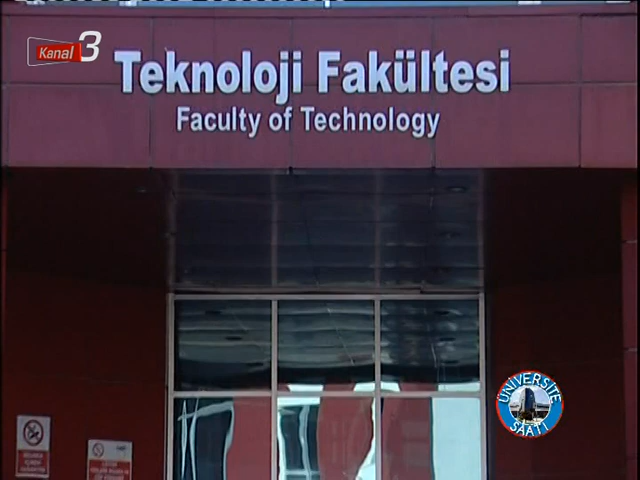 Kanal 3
Teknoloji Fakültesi
Faculty of Technology
ÜNİVERSİTE
SAATİ